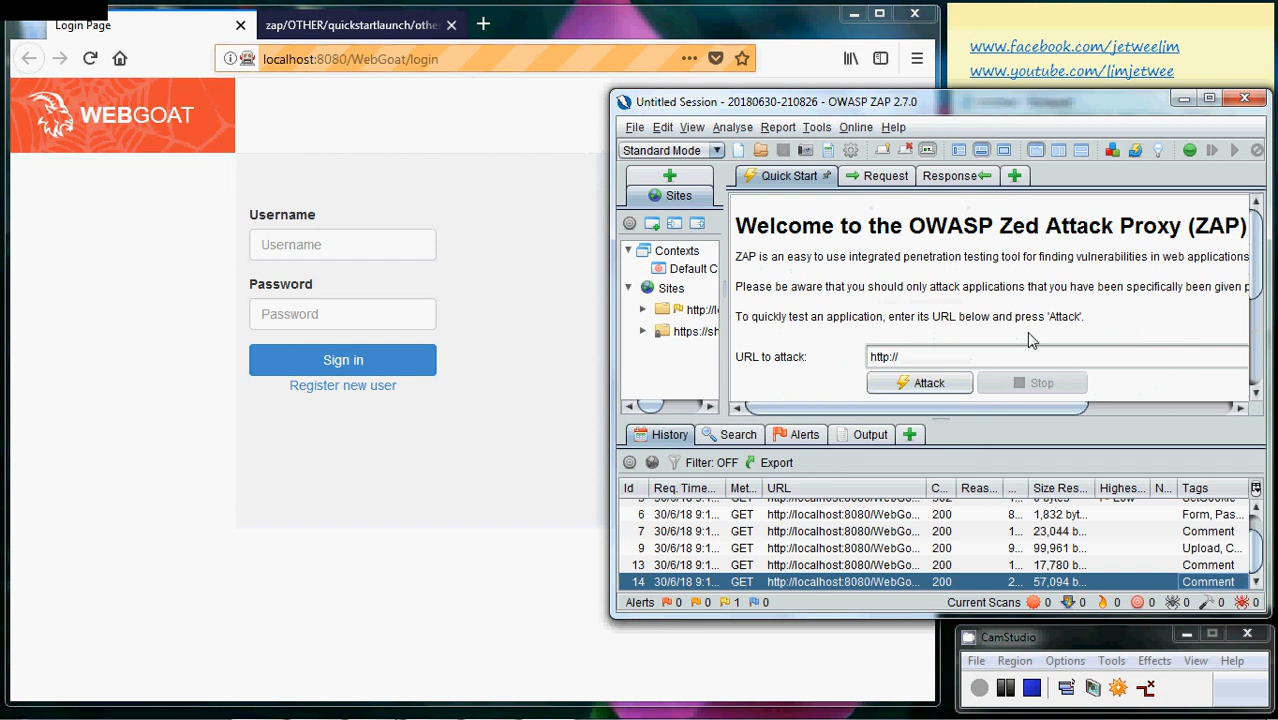 Login Page
zap/OTHER/quickstartlaunch/othe
localhost:8080/WebGoat/login
WEBGOAT
Username
Username
Password
Password
Sign in
Register new user
www.facebook.com/jetweelim
www.youtube.com/limjetwee
Untitled Session - 20180630-210826 - OWASP ZAP 2.7.0
File Edit View Analyse Report Tools Online Help
Standard Mode
Quick Start Request Response
Sites
Welcome to the OWASP Zed Attack Proxy (ZAP)
ZAP is an easy to use integrated penetration testing tool for finding vulnerabilities in web applications
Please be aware that you should only attack applications that you have been specifically been given p
To quickly test an application, enter its URL below and press 'Attack'.
URL to attack: http://
Attack Stop
Contexts
Default C
Sites
http://l
https://sh
History Search Alerts Output
Filter: OFF Export
Id Req. Time... Met... URL C... Reas... ... Size Res... Highes... N... Tags
6 30/6/18 9:1... GET http://localhost:8080/WebGo... 200 8... 1,832 byt... Form, Pas...
7 30/6/18 9:1... GET http://localhost:8080/WebGo... 200 1... 23,044 b... Comment
9 30/6/18 9:1... GET http://localhost:8080/WebGo... 200 9... 99,961 b... Upload, C...
13 30/6/18 9:1... GET http://localhost:8080/WebGo... 200 1... 17,780 b... Comment
14 30/6/18 9:1... GET http://localhost:8080/WebGo... 200 2... 57,094 b... Comment
Alerts 0 0 1 0 Current Scans 0 0 0 0 0 0 0
CamStudio
File Region Options Tools Effects View Help